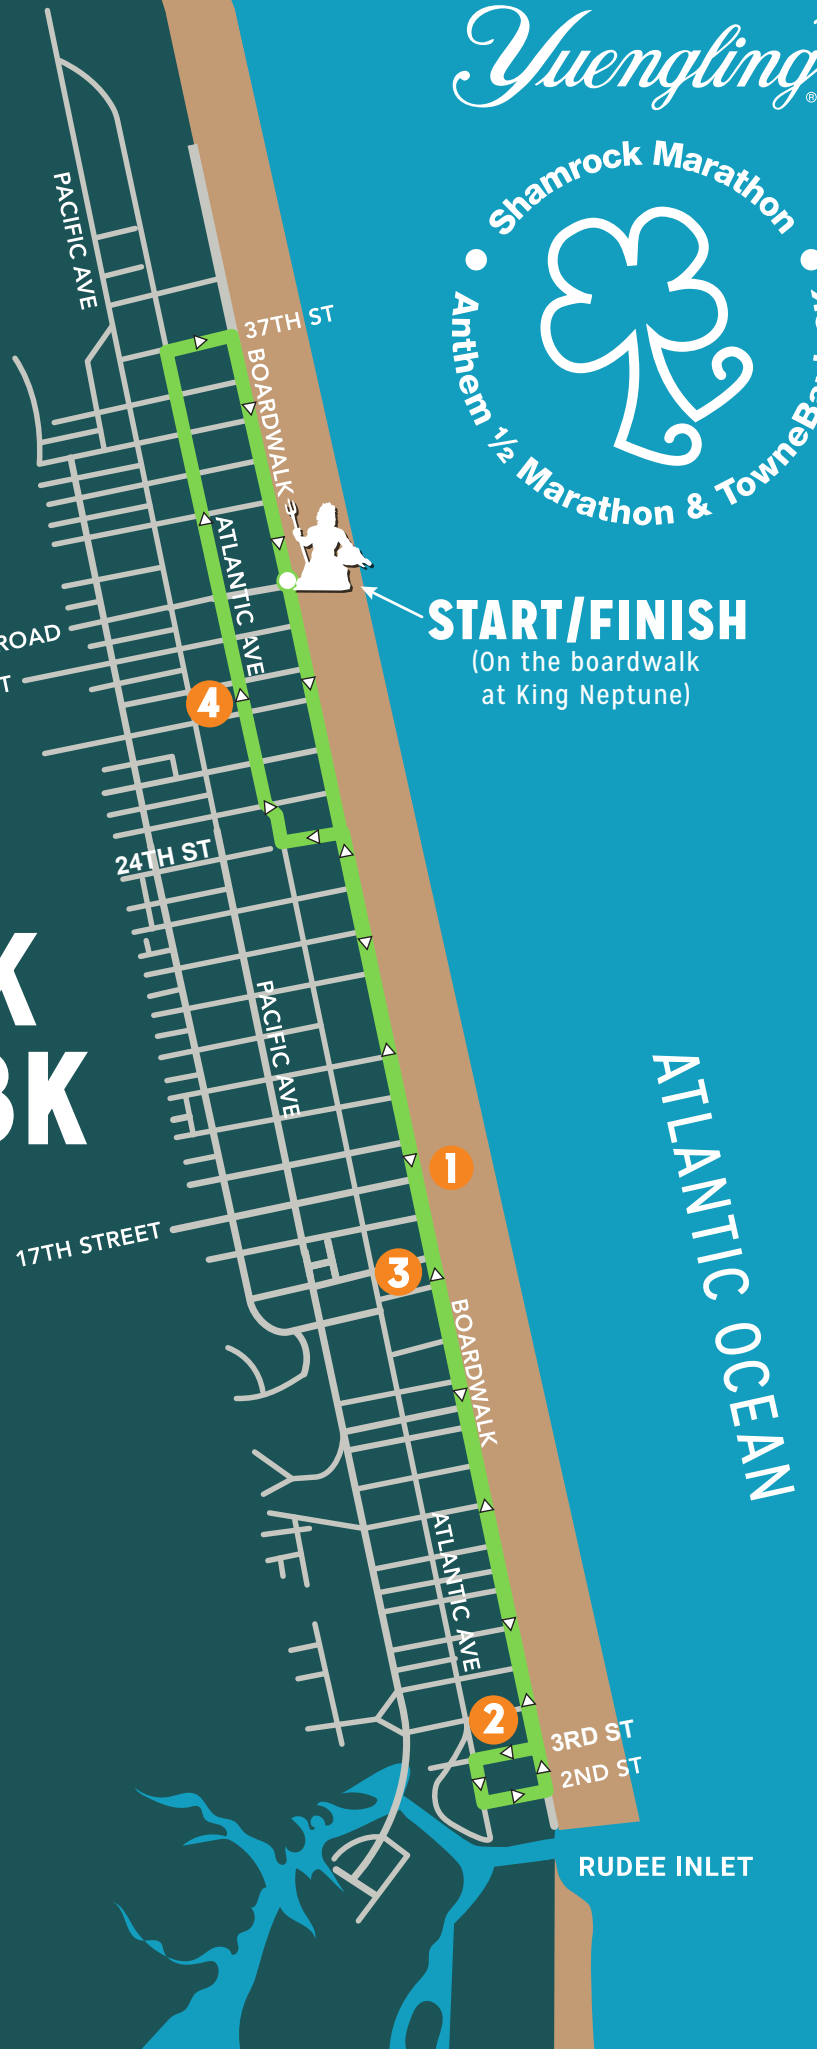 Yuengling®
Shamrock Marathon
Anthem ½ Marathon & TowneBa
PACIFIC AVE
37TH ST
BOARDWALK
ATLANTIC AVE
START/FINISH
(On the boardwalk
at King Neptune)
ROAD
T
4
24TH ST
K
3K
PACIFIC AVE
1
17TH STREET
3
BOARDWALK
ATLANTIC OCEAN
ATLANTIC AVE
2
3RD ST
2ND ST
RUDEE INLET